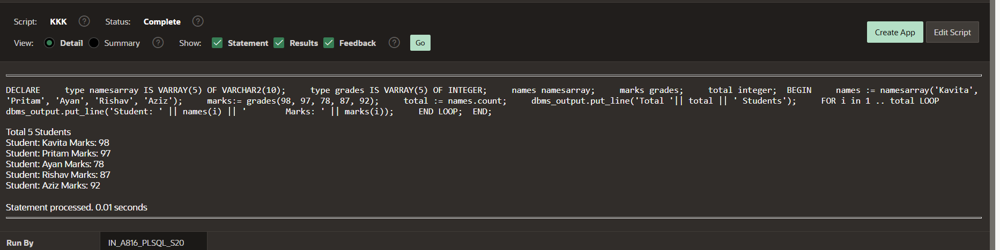 Script: KKK ? Status: Complete ?
Create App Edit Script
View: Detail Summary ? Show: Statement Results Feedback ? Go
DECLARE     type namesarray IS VARRAY(5) OF VARCHAR2(10);     type grades IS VARRAY(5) OF INTEGER;     names namesarray;     marks grades;     total integer;  BEGIN     names := namesarray('Kavita',
'Pritam', 'Ayan', 'Rishav', 'Aziz');     marks:= grades(98, 97, 78, 87, 92);     total := names.count;     dbms_output.put_line('Total '|| total || ' Students');     FOR i in 1 .. total LOOP
dbms_output.put_line('Student: ' || names(i) || '        Marks: ' || marks(i));     END LOOP;  END;
Total 5 Students
Student: Kavita Marks: 98
Student: Pritam Marks: 97
Student: Ayan Marks: 78
Student: Rishav Marks: 87
Student: Aziz Marks: 92
Statement processed. 0.01 seconds
Run By IN_A816_PLSQL_S20